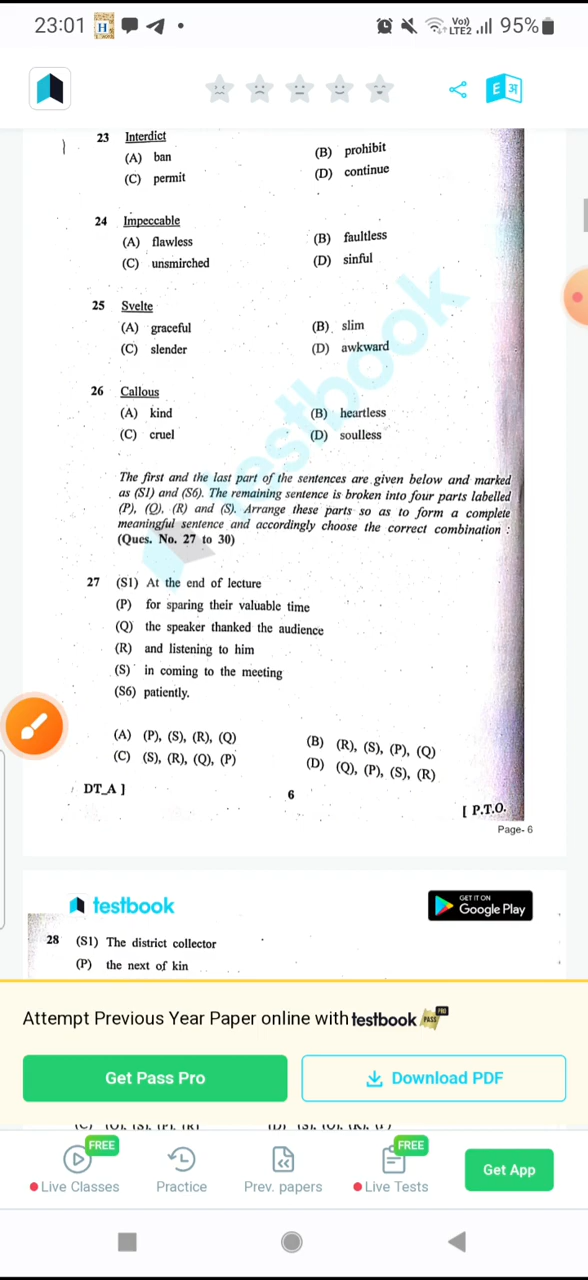 23:01 H Vo)) LTE2 95%
E अ
23 Interdict
(A) ban (B) prohibit
(C) permit (D) continue
24 Impeccable
(A) flawless (B) faultless
(C) unsmirched (D) sinful
25 Svelte
(A) graceful (B) slim
(C) slender (D) awkward
26 Callous
(A) kind (B) heartless
(C) cruel (D) soulless
The first and the last part of the sentences are given below and marked
as (S1) and (S6). The remaining sentence is broken into four parts labelled
(P), (Q), (R) and (S). Arrange these parts so as to form a complete
meaningful sentence and accordingly choose the correct combination :
(Ques. No. 27 to 30)
27 (S1) At the end of lecture
(P) for sparing their valuable time
(Q) the speaker thanked the audience
(R) and listening to him
(S) in coming to the meeting
(S6) patiently.
(A) (P), (S), (R), (Q) (B) (R), (S), (P), (Q)
(C) (S), (R), (Q), (P) (D) (Q), (P), (S), (R)
DT_A ] 6 [ P.T.O.
Page- 6
testbook
testbook GET IT ON Google Play
28 (S1) The district collector
(P) the next of kin
Attempt Previous Year Paper online with testbook PASS PRO
Get Pass Pro Download PDF
FREE FREE
Live Classes Practice Prev. papers Live Tests Get App